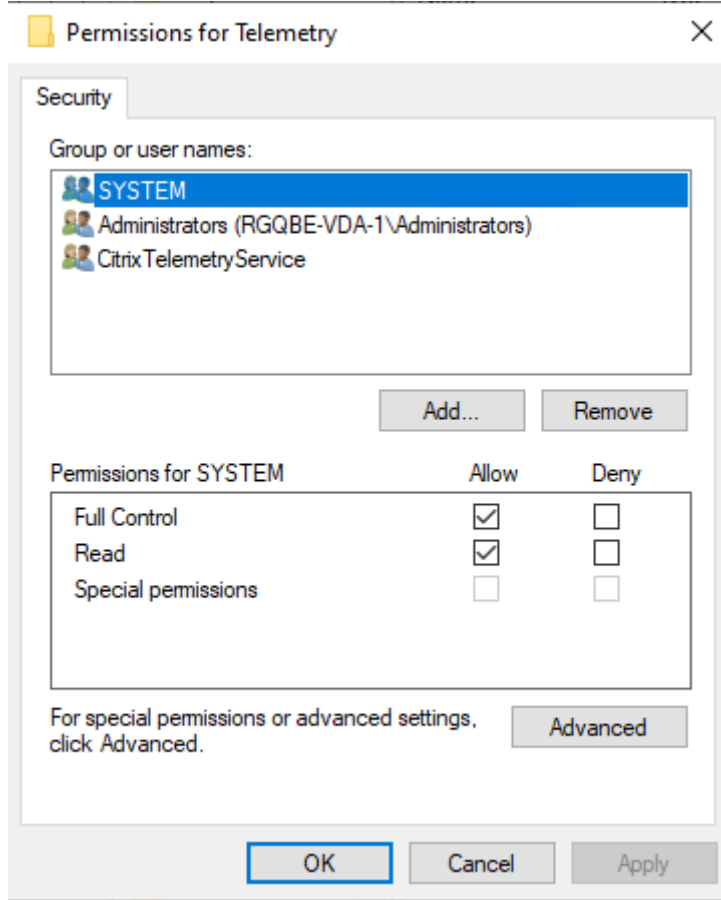 Permissions for Telemetry
Security
Group or user names:
SYSTEM
Administrators (RGQBE-VDA-1\Administrators)
CitrixTelemetryService
Add... Remove
Permissions for SYSTEM Allow Deny
Full Control
Read
Special permissions
For special permissions or advanced settings, Advanced
click Advanced.
OK Cancel Apply